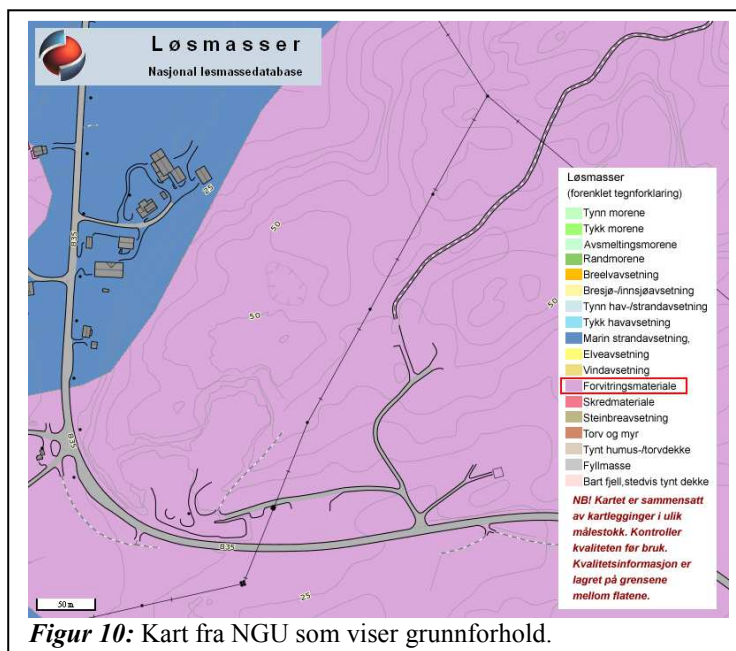 Løsmasser
Nasjonal løsmassedatabase
25
835
50
50
50
835
835
25
50 m
Løsmasser
(forenklet tegnforklaring)
Tynn morene
Tykk morene
Avsmeltingsmorene
Randmorene
Breelvavsetning
Bresjø-/innsjøavsetning
Tynn hav-/strandavsetning
Tykk havavsetning
Marin strandavsetning,
Elveavsetning
Vindavsetning
Forvitringsmateriale
Skredmateriale
Steinbreavsetning
Torv og myr
Tynt humus-/torvdekke
Fyllmasse
Bart fjell,stedvis tynt dekke
NB! Kartet er sammensatt
av kartlegginger i ulik
målestokk. Kontroller
kvaliteten før bruk.
Kvalitetsinformasjon er
lagret på grensene
mellom flatene.
Figur 10: Kart fra NGU som viser grunnforhold.